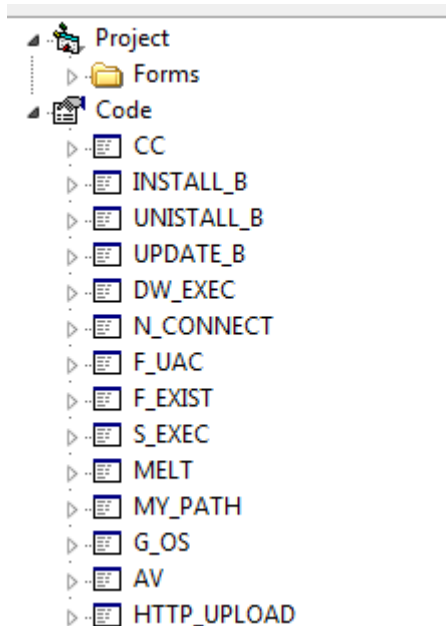 Project
Forms
Code
CC
INSTALL_B
UNISTALL_B
UPDATE_B
DW_EXEC
N_CONNECT
F_UAC
F_EXIST
S_EXEC
MELT
MY_PATH
G_OS
AV
HTTP_UPLOAD